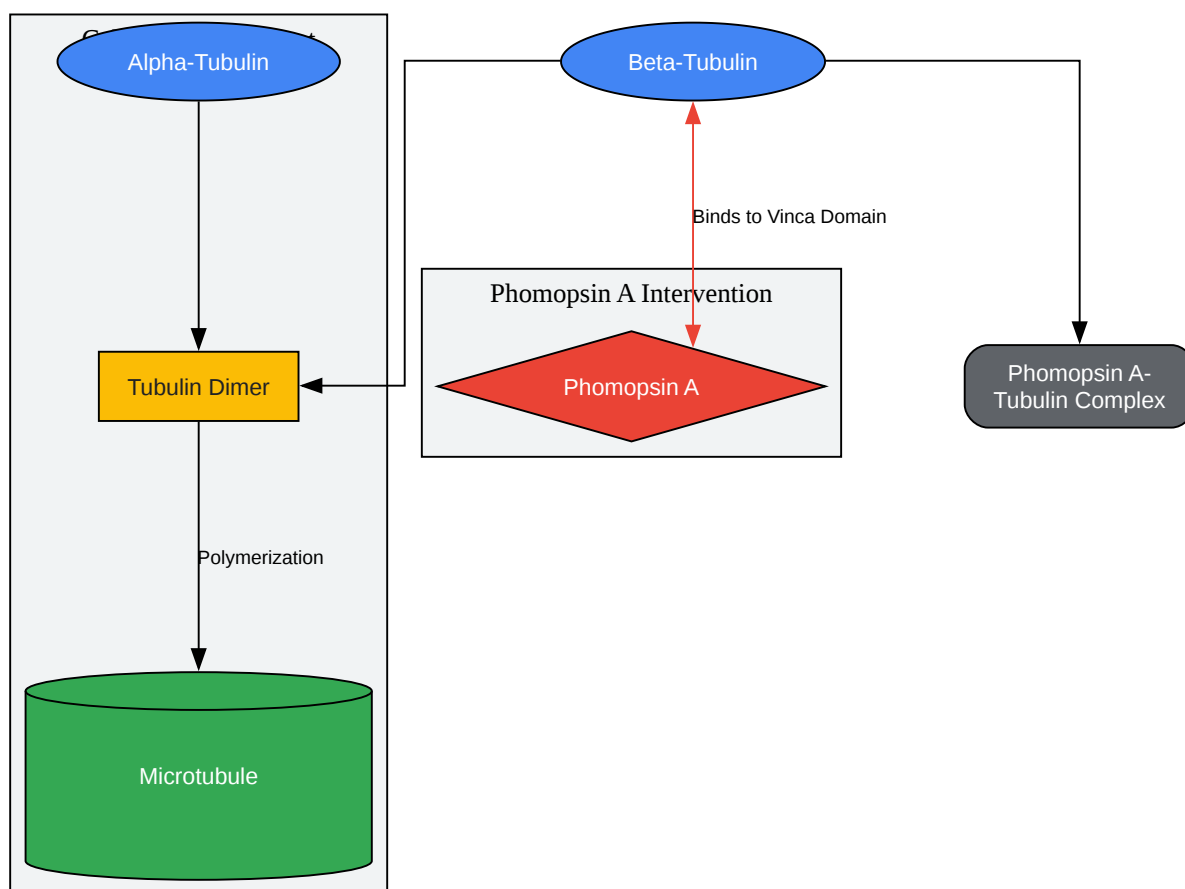 Alpha-Tubulin
Beta-Tubulin
Binds to Vinca Domain
Phomopsin A Intervention
Tubulin Dimer
Phomopsin A
Phomopsin A-
Tubulin Complex
Polymerization
Microtubule